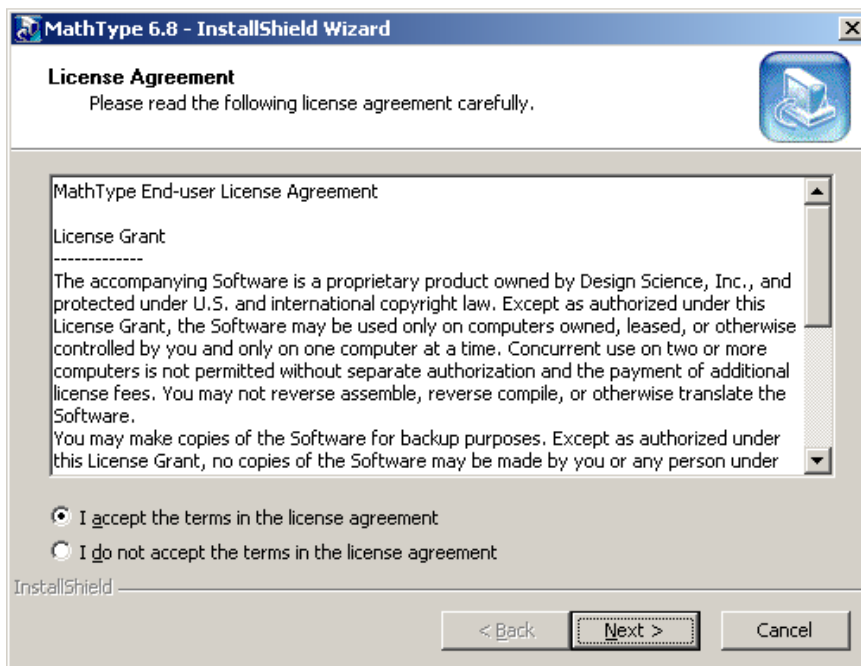 MathType 6.8 - InstallShield Wizard
License Agreement
Please read the following license agreement carefully.
MathType End-user License Agreement
License Grant
-------------
The accompanying Software is a proprietary product owned by Design Science, Inc., and
protected under U.S. and international copyright law. Except as authorized under this
License Grant, the Software may be used only on computers owned, leased, or otherwise
controlled by you and only on one computer at a time. Concurrent use on two or more
computers is not permitted without separate authorization and the payment of additional
license fees. You may not reverse assemble, reverse compile, or otherwise translate the
Software.
You may make copies of the Software for backup purposes. Except as authorized under
this License Grant, no copies of the Software may be made by you or any person under
I accept the terms in the license agreement
I do not accept the terms in the license agreement
InstallShield
< Back
Next >
Cancel